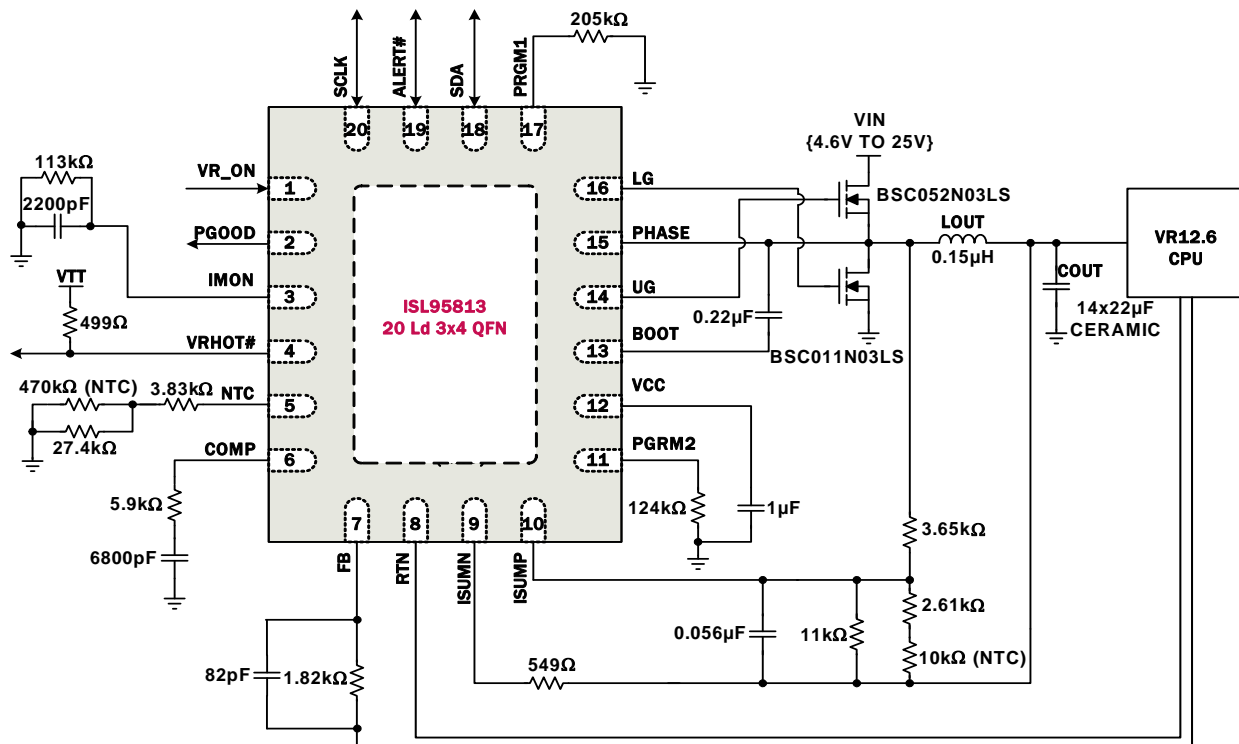 205kΩ
SCLK
ALERT#
SDA
PRGM1
20
19
18
17
VIN
{4.6V TO 25V}
113kΩ
2200pF
VR_ON
1
PGOOD
2
IMON
3
VTT
499Ω
VRHOT#
4
470kΩ (NTC)
3.83kΩ
NTC
5
27.4kΩ
COMP
6
5.9kΩ
6800pF
ISL95813
20 Ld 3x4 QFN
16
LG
BSC052N03LS
15
PHASE
LOUT
0.15µH
14
UG
0.22µF
13
BOOT
BSC011N03LS
VR12.6
CPU
COUT
14x22µF
CERAMIC
12
VCC
11
PGRM2
124kΩ
1µF
7
8
9
10
FB
RTN
ISUMN
ISUMP
3.65kΩ
2.61kΩ
0.056µF
11kΩ
10kΩ (NTC)
549Ω
82pF
1.82kΩ